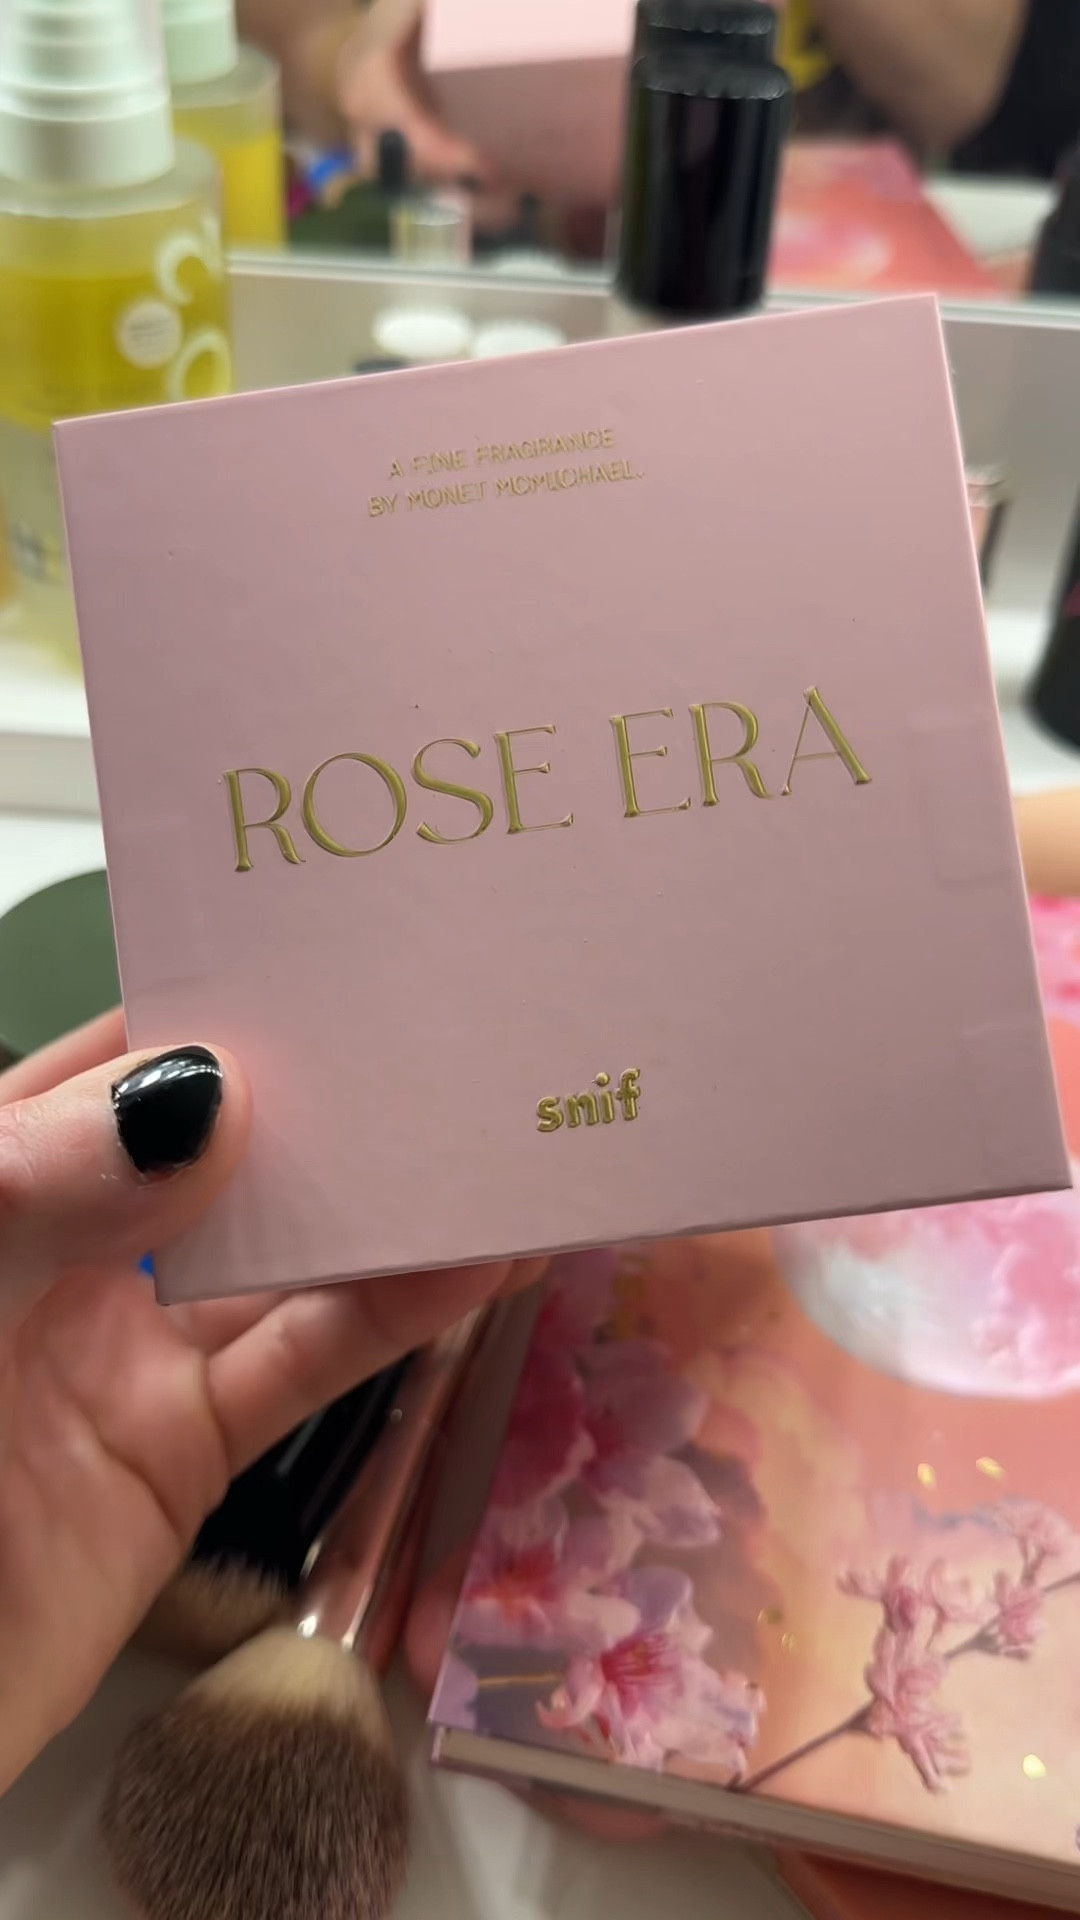 A FINE FRAGRANCE
BY MONET MCMICHAEL.
ROSE ERA
snif